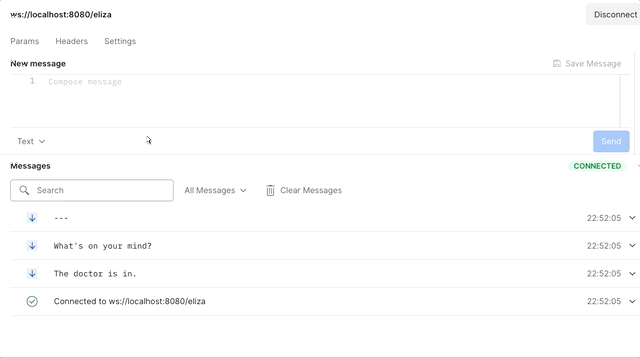 ws://localhost:8080/eliza
Disconnect
Params Headers Settings
New message
Save Message
1 Compose message
Text
Send
Messages
CONNECTED
Search
All Messages
Clear Messages
--- 22:52:05
What's on your mind? 22:52:05
The doctor is in. 22:52:05
Connected to ws://localhost:8080/eliza 22:52:05